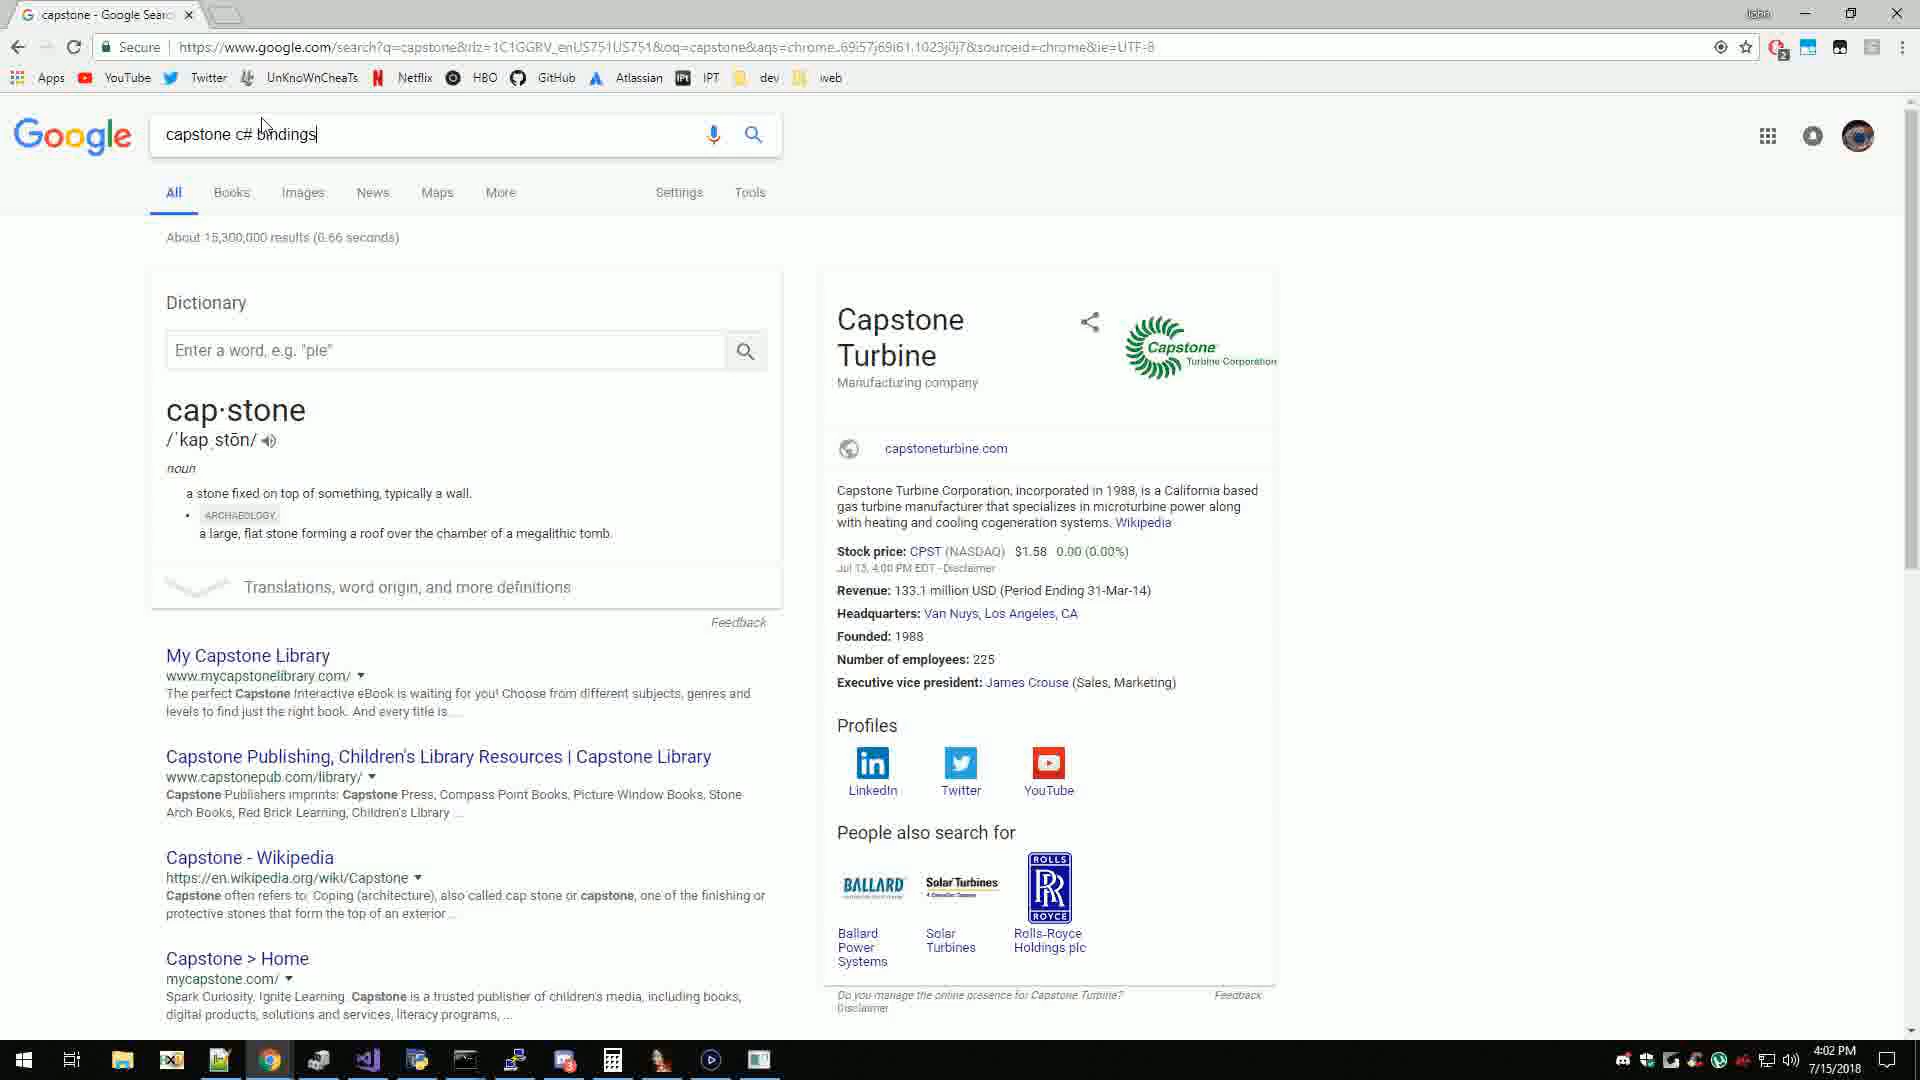 capstone - Google Searc
Secure
https://www.google.com/search?q=capstone&rlz=1C1GGRV_enUS751US751&oq=capstone&aqs=chrome..69i57j69i61.1023j0j7&sourceid=chrome&ie=UTF-8
2
Apps YouTube Twitter UnKnoWnCheaTs Netflix HBO GitHub Atlassian IPT IPT dev web
Google
capstone c# bindings
All Books Images News Maps More Settings Tools
About 15,300,000 results (0.66 seconds)
Dictionary
Enter a word, e.g. "pie"
cap·stone
/ˈkapˌstōn/
noun
a stone fixed on top of something, typically a wall.
• ARCHAEOLOGY
a large, flat stone forming a roof over the chamber of a megalithic tomb.
Translations, word origin, and more definitions
Feedback
My Capstone Library
www.mycapstonelibrary.com/
The perfect Capstone Interactive eBook is waiting for you! Choose from different subjects, genres and
levels to find just the right book. And every title is ...
Capstone Publishing, Children's Library Resources | Capstone Library
www.capstonepub.com/library/
Capstone Publishers imprints: Capstone Press, Compass Point Books, Picture Window Books, Stone
Arch Books, Red Brick Learning, Children's Library ...
Capstone - Wikipedia
https://en.wikipedia.org/wiki/Capstone
Capstone often refers to: Coping (architecture), also called cap stone or capstone, one of the finishing or
protective stones that form the top of an exterior ...
Capstone > Home
mycapstone.com/
Spark Curiosity. Ignite Learning. Capstone is a trusted publisher of children's media, including books,
digital products, solutions and services, literacy programs, ...
Capstone
Turbine
Manufacturing company
Capstone
Turbine Corporation
capstoneturbine.com
Capstone Turbine Corporation, incorporated in 1988, is a California based
gas turbine manufacturer that specializes in microturbine power along
with heating and cooling cogeneration systems. Wikipedia
Stock price: CPST (NASDAQ) $1.58 0.00 (0.00%)
Jul 13, 4:00 PM EDT - Disclaimer
Revenue: 133.1 million USD (Period Ending 31-Mar-14)
Headquarters: Van Nuys, Los Angeles, CA
Founded: 1988
Number of employees: 225
Executive vice president: James Crouse (Sales, Marketing)
Profiles
in
LinkedIn Twitter YouTube
People also search for
BALLARD Solar Turbines ROLLS RR ROYCE
Ballard
Power
Systems
Solar
Turbines
Rolls-Royce
Holdings plc
Do you manage the online presence for Capstone Turbine?
Feedback
Disclaimer
4:02 PM
7/15/2018